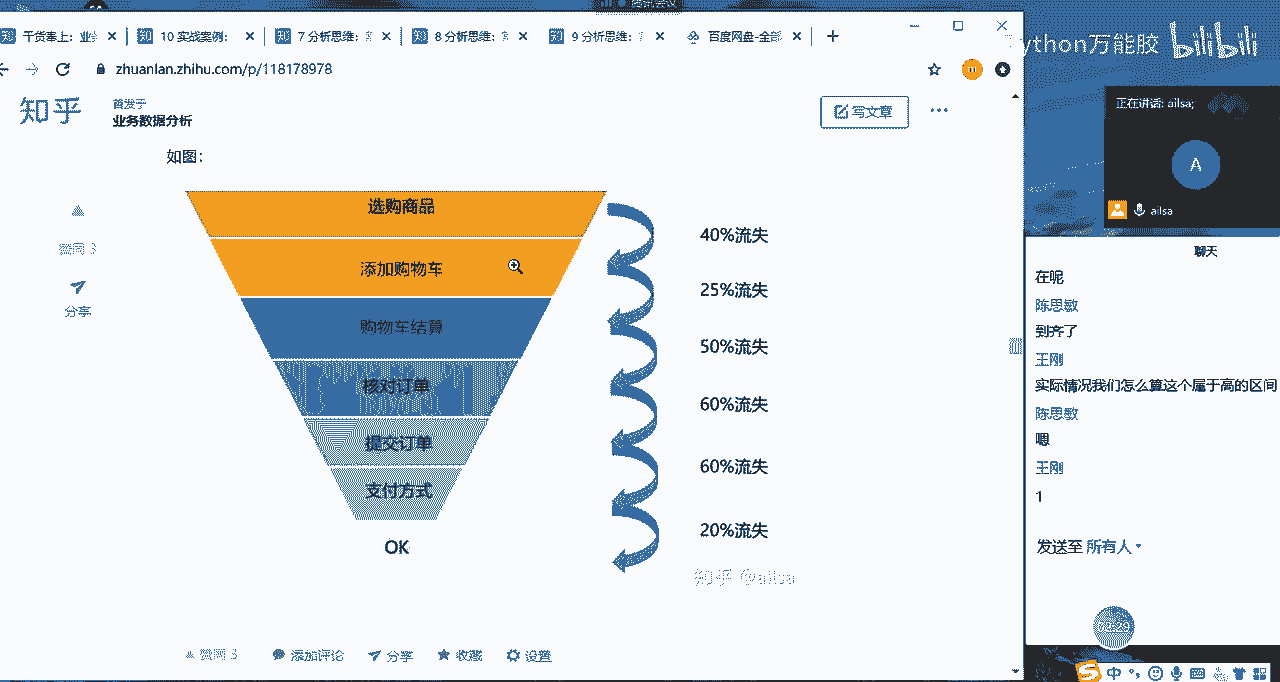 干货奉上:
10 实战案例:
7 分析思维:
8 分析思维:
9 分析思维:
百度网盘-全部
zhuanlan.zhihu.com/p/118178978
ython万能胶 bilibili
知乎
首发于
业务数据分析
写文章
如图:
选购商品
添加购物车
购物车结算
核对订单
提交订单
支付方式
OK
40%流失
25%流失
50%流失
60%流失
60%流失
20%流失
知乎 @ailsa
赞同 3
分享
赞同 3
添加评论
分享
收藏
设置
正在讲话: ailsa;
A
ailsa
聊天
在呢
陈思敏
到齐了
王刚
实际情况我们怎么算这个属于高的区间
陈思敏
嗯
王刚
1
发送至 所有人
中